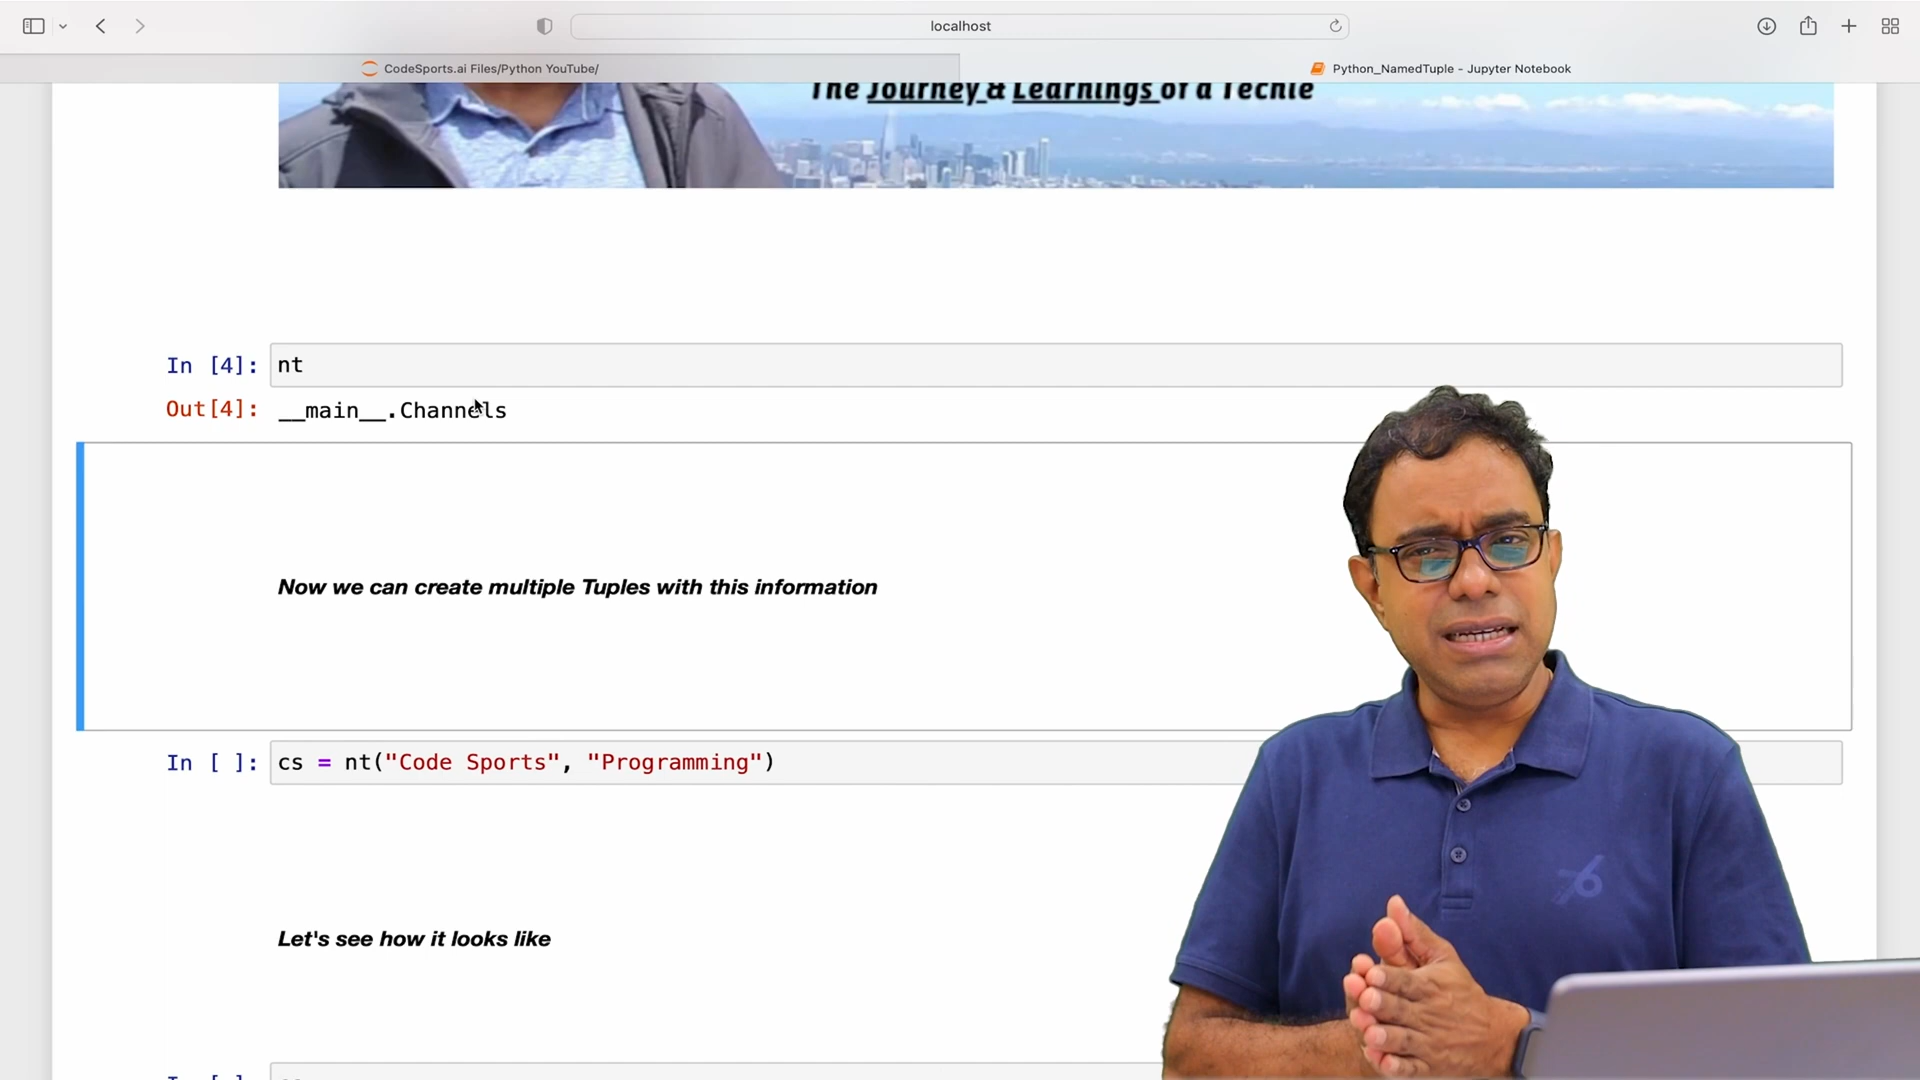 localhost
CodeSports.ai Files/Python YouTube/
Python_NamedTuple - Jupyter Notebook
The Journey & Learnings of a Techie
In [4]: nt
Out[4]: __main__.Channels
Now we can create multiple Tuples with this information
In [ ]: cs = nt("Code Sports", "Programming")
Let's see how it looks like